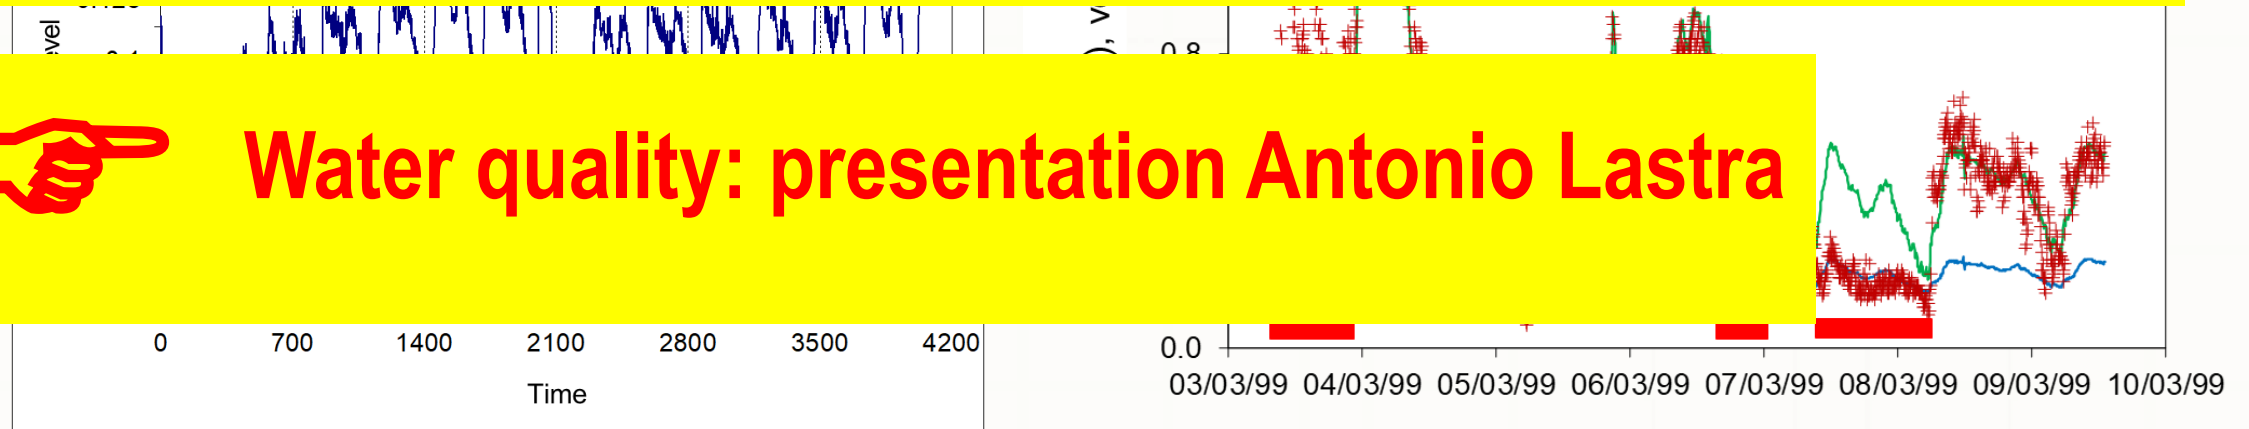 Water quality: presentation Antonio Lastra
0.8
0 700 1400 2100 2800 3500 4200
Time
0.0
03/03/99 04/03/99 05/03/99 06/03/99 07/03/99 08/03/99 09/03/99 10/03/99